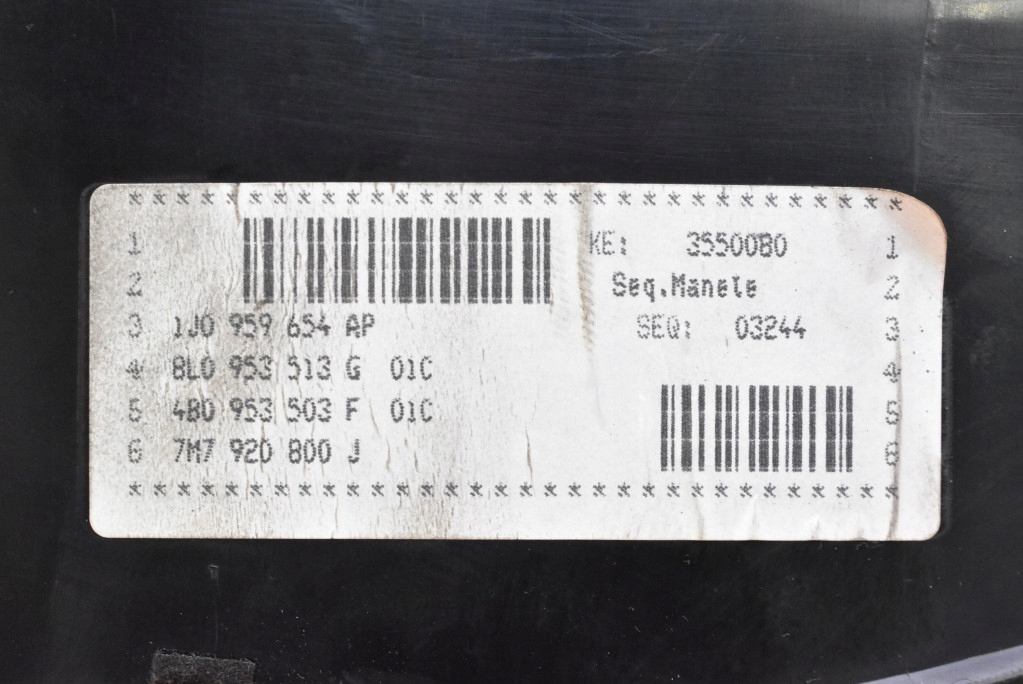 * * * * * * * * * * * * * * * * * * * * * * * * * * * * * * * *
1 KE: 3550080 1
2 Seq.Manele 2
3 1J0 959 654 AP SEQ: 03244 3
4 8L0 953 513 G 01C 4
5 4B0 953 503 F 01C 5
6 7M7 920 800 J 6
* * * * * * * * * * * * * * * * * * * * * * * * * * * * * * * *